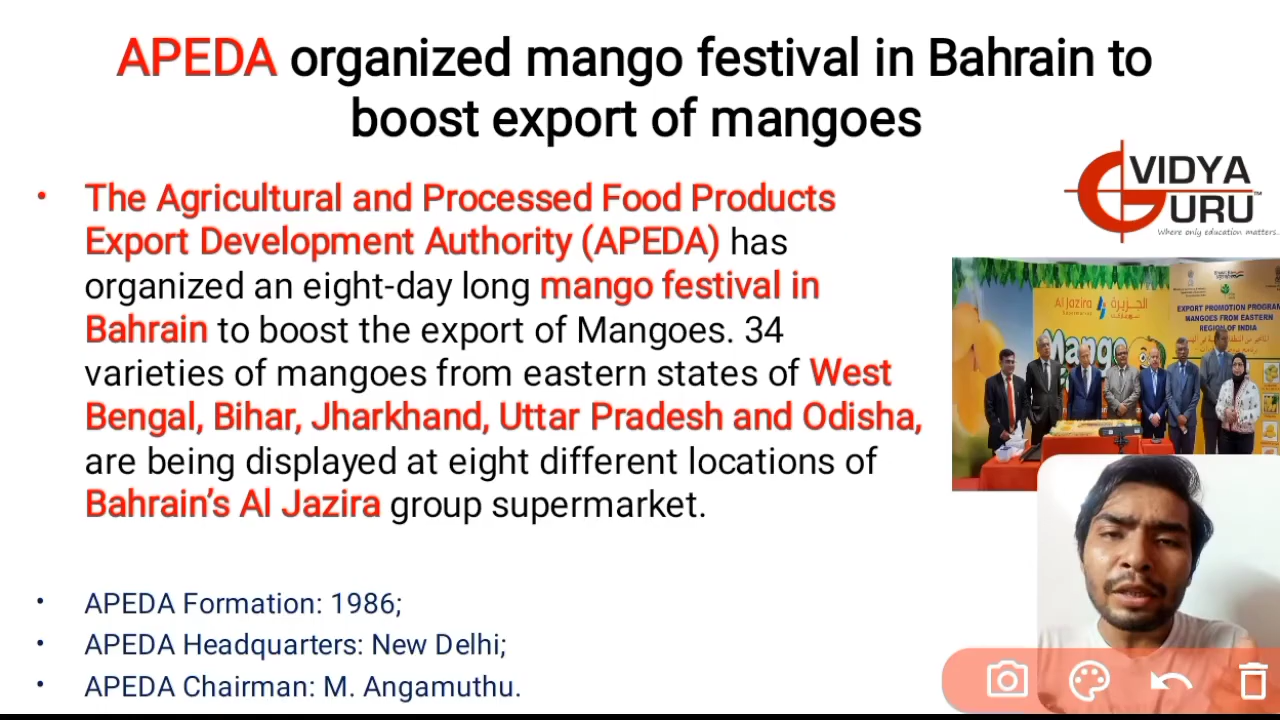 APEDA organized mango festival in Bahrain to
boost export of mangoes
• The Agricultural and Processed Food Products
Export Development Authority (APEDA) has
organized an eight-day long mango festival in
Bahrain to boost the export of Mangoes. 34
varieties of mangoes from eastern states of West
Bengal, Bihar, Jharkhand, Uttar Pradesh and Odisha,
are being displayed at eight different locations of
Bahrain's Al Jazira group supermarket.
• APEDA Formation: 1986;
• APEDA Headquarters: New Delhi;
• APEDA Chairman: M. Angamuthu.
VIDYA
GURU
TM
Where only education matters..
Al Jazira الجزيرة
Supermarket
Mango
EXPORT PROMOTION PROGRAM
MANGOES FROM EASTERN
REGION OF INDIA